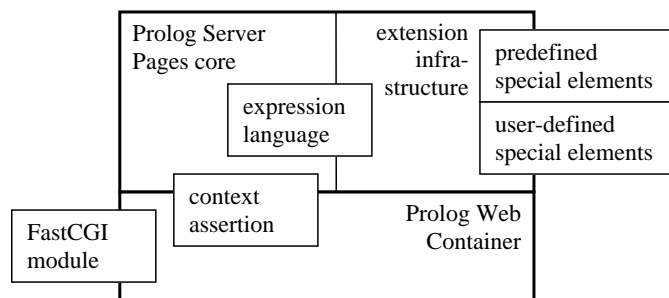 Prolog Server
Pages core
extension
infra-
structure
predefined
special elements
expression
language
user-defined
special elements
context
assertion
Prolog Web
Container
FastCGI
module